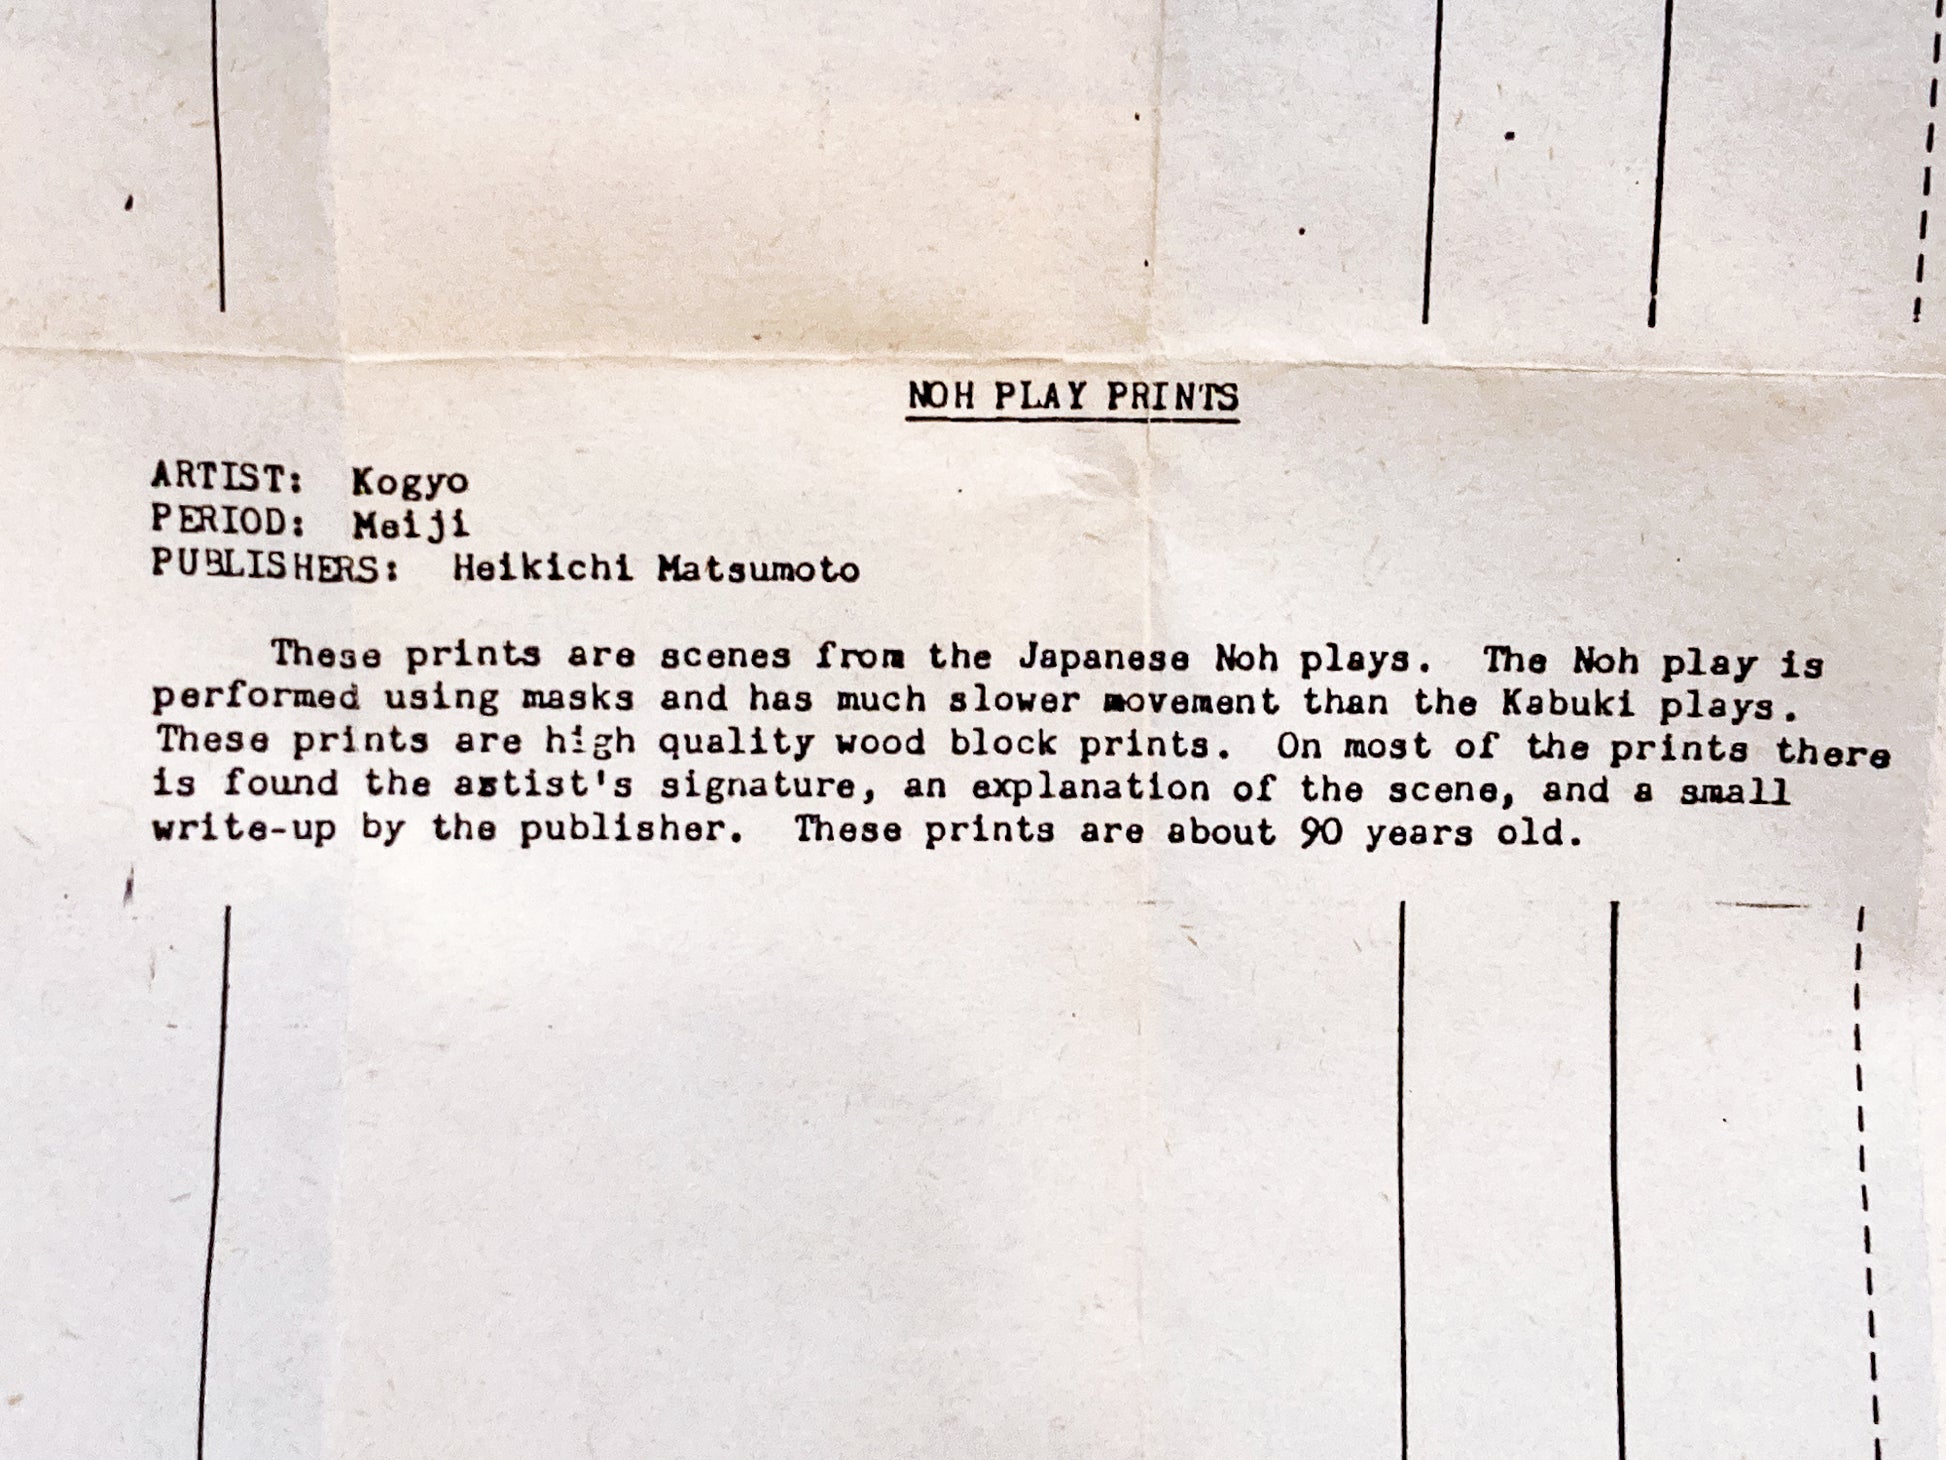 NOH PLAY PRINTS
ARTIST: Kogyo
PERIOD: Meiji
PUBLISHERS: Heikichi Matsumoto
These prints are scenes from the Japanese Noh plays. The Noh play is
performed using masks and has much slower movement than the Kabuki plays.
These prints are high quality wood block prints. On most of the prints there
is found the astist's signature, an explanation of the scene, and a small
write-up by the publisher. These prints are about 90 years old.